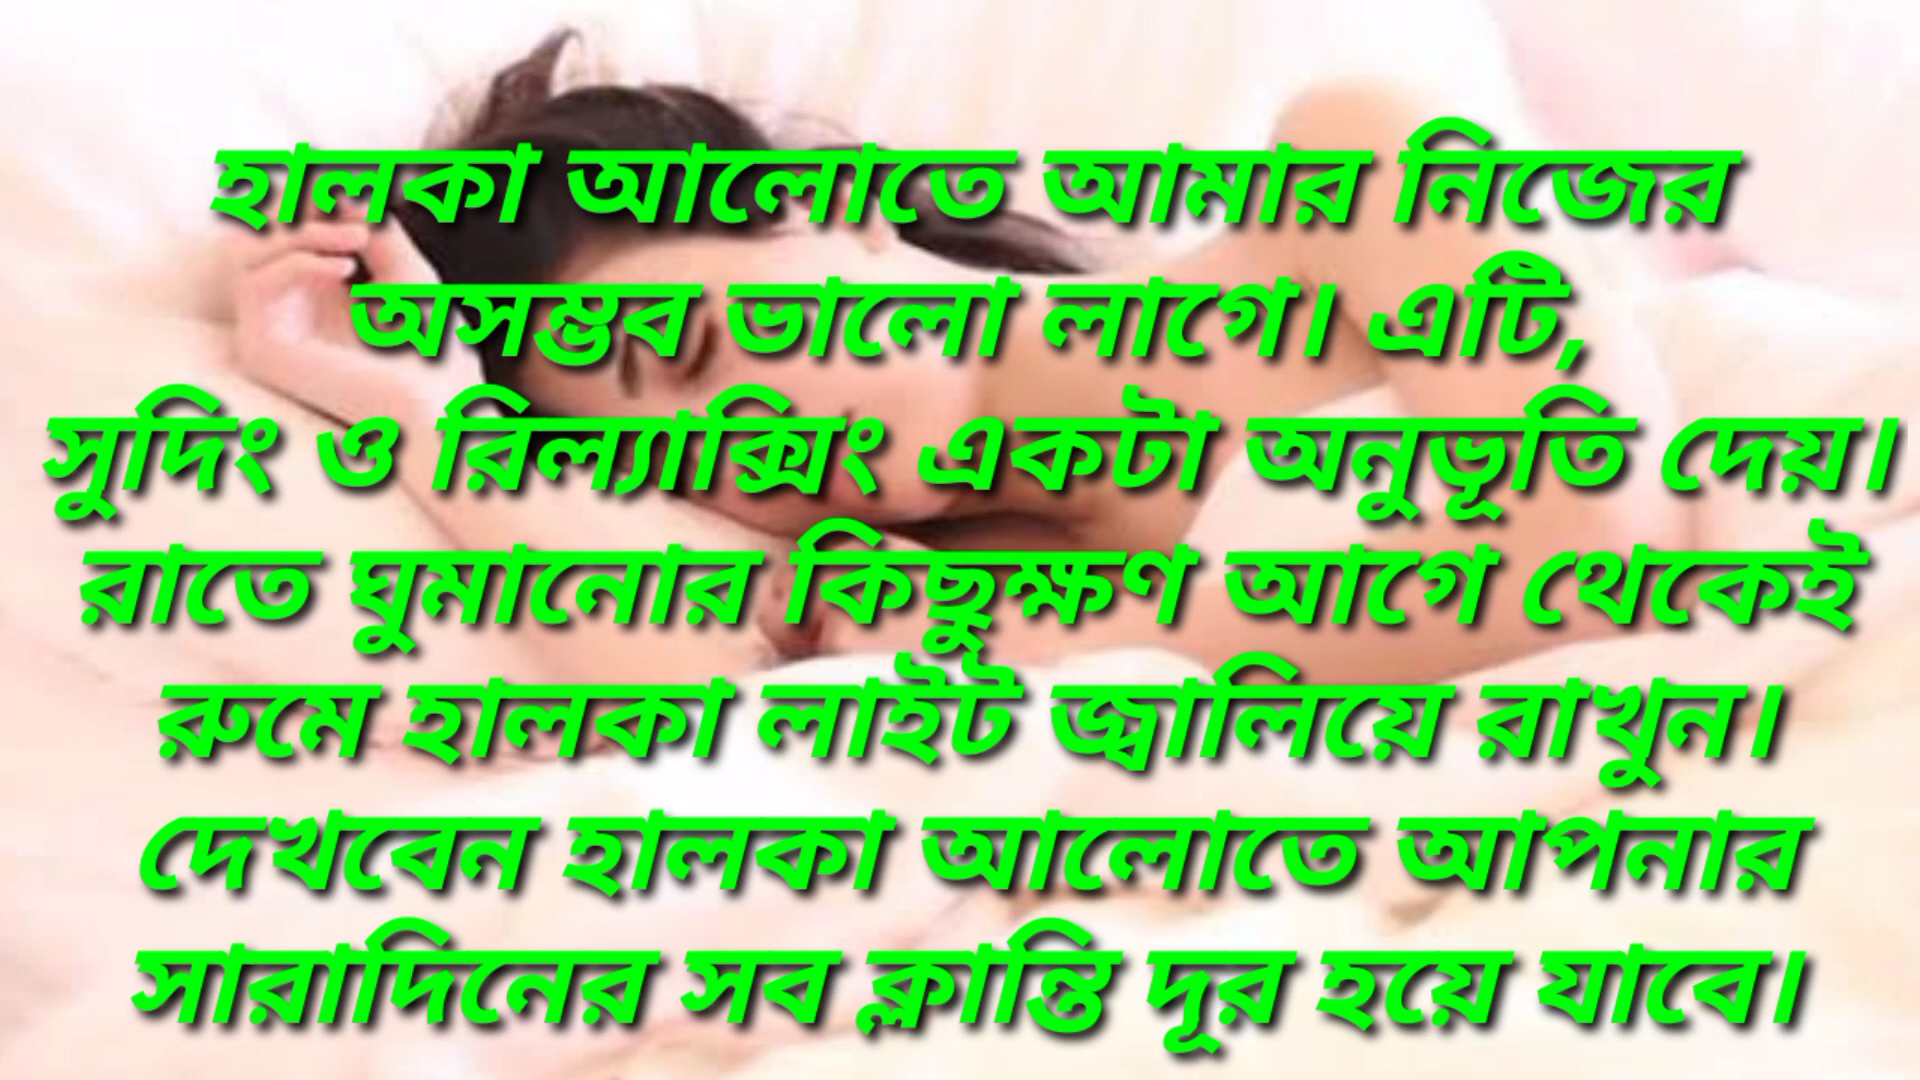 হালকা আলোতে আমার নিজের
অসম্ভব ভালো লাগে। এটি,
সুদিং ও রিল্যাক্সিং একটা অনুভূতি দেয়।
রাতে ঘুমানোর কিছুক্ষণ আগে থেকেই
রুমে হালকা লাইট জ্বালিয়ে রাখুন।
দেখবেন হালকা আলোতে আপনার
সারাদিনের সব ক্লান্তি দূর হয়ে যাবে।